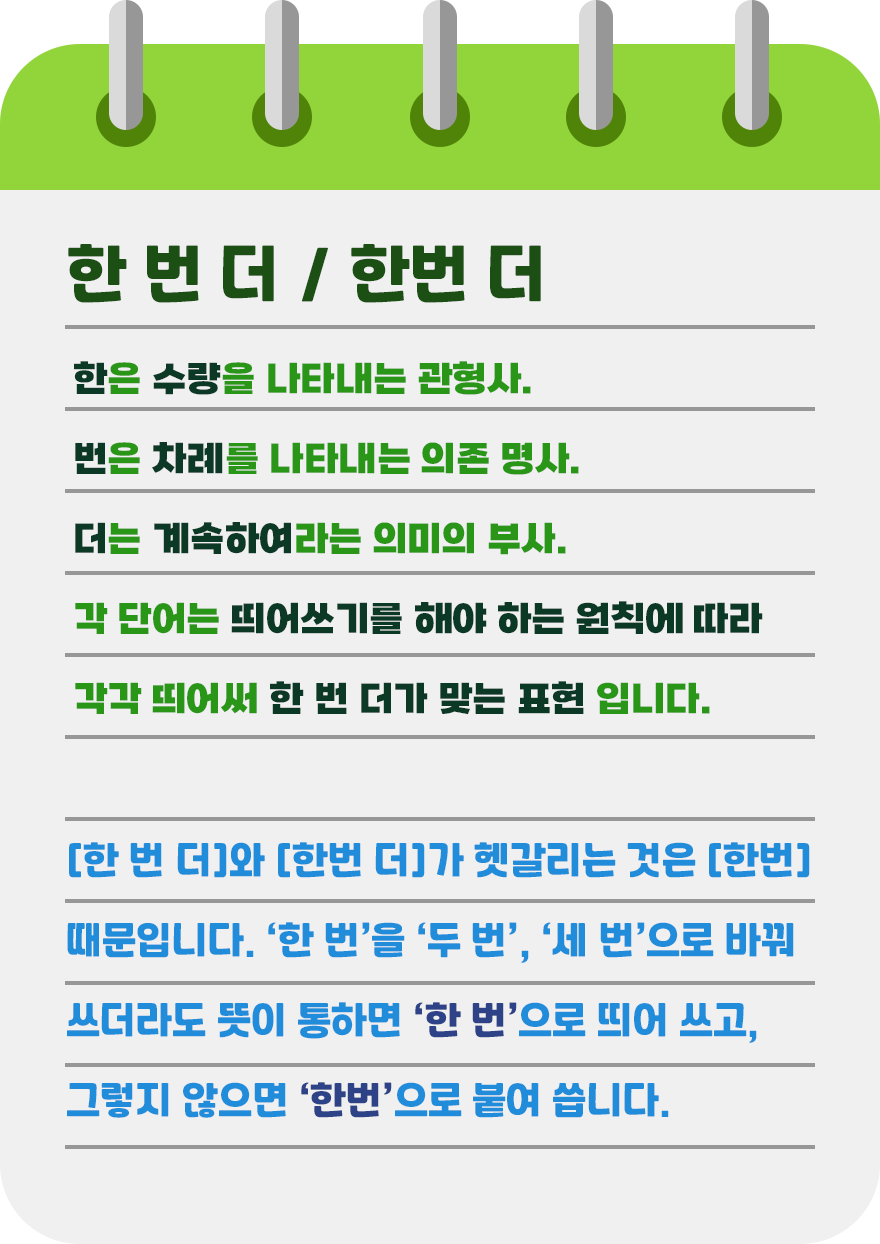 한 번 더 / 한번 더
한은 수량을 나타내는 관형사.
번은 차례를 나타내는 의존 명사.
더는 계속하여라는 의미의 부사.
각 단어는 띄어쓰기를 해야 하는 원칙에 따라
각각 띄어써 한 번 더가 맞는 표현 입니다.
[한 번 더]와 [한번 더]가 헷갈리는 것은 [한번]
때문입니다. ‘한 번’을 ‘두 번’, ‘세 번’으로 바꿔
쓰더라도 뜻이 통하면 ‘한 번’으로 띄어 쓰고,
그렇지 않으면 ‘한번’으로 붙여 씁니다.